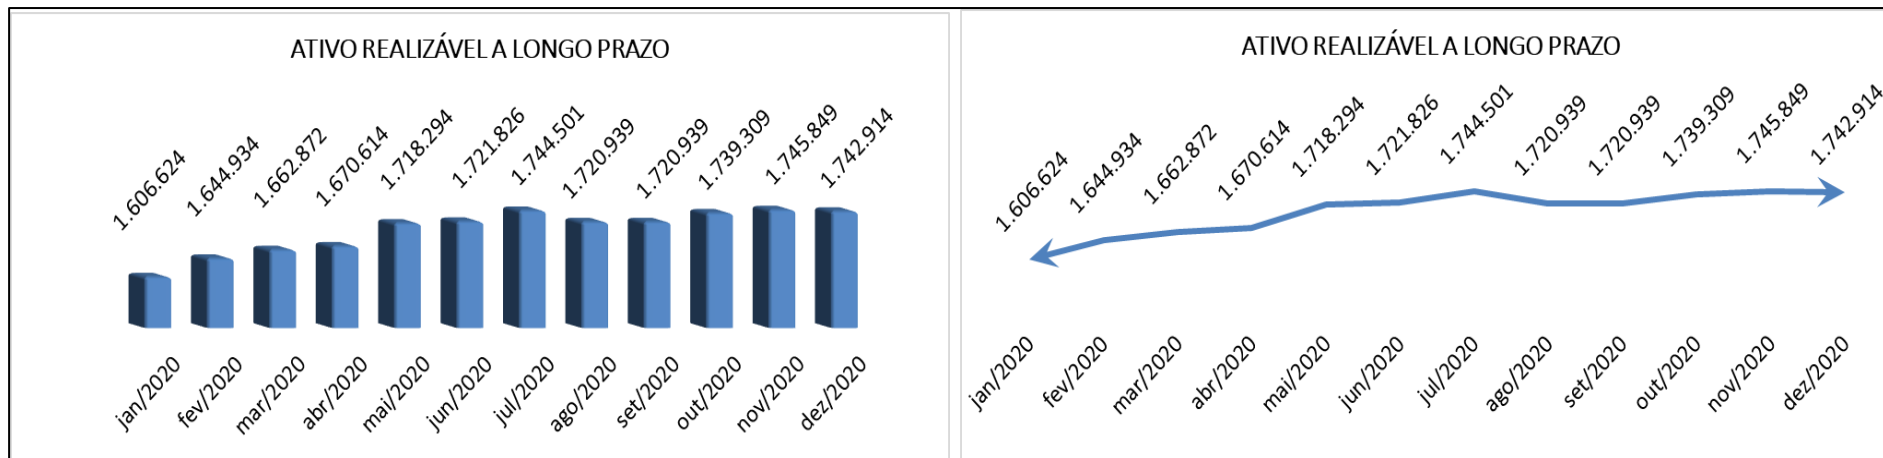 ATIVO REALIZÁVEL A LONGO PRAZO
1.606.624
1.644.934
1.662.872
1.670.614
1.718.294
1.721.826
1.744.501
1.720.939
1.720.939
1.739.309
1.745.849
1.742.914
jan/2020
fev/2020
mar/2020
abr/2020
mai/2020
jun/2020
jul/2020
ago/2020
set/2020
out/2020
nov/2020
dez/2020
ATIVO REALIZÁVEL A LONGO PRAZO
1.606.624
1.644.934
1.662.872
1.670.614
1.718.294
1.721.826
1.744.501
1.720.939
1.720.939
1.739.309
1.745.849
1.742.914
jan/2020
fev/2020
mar/2020
abr/2020
mai/2020
jun/2020
jul/2020
ago/2020
set/2020
out/2020
nov/2020
dez/2020